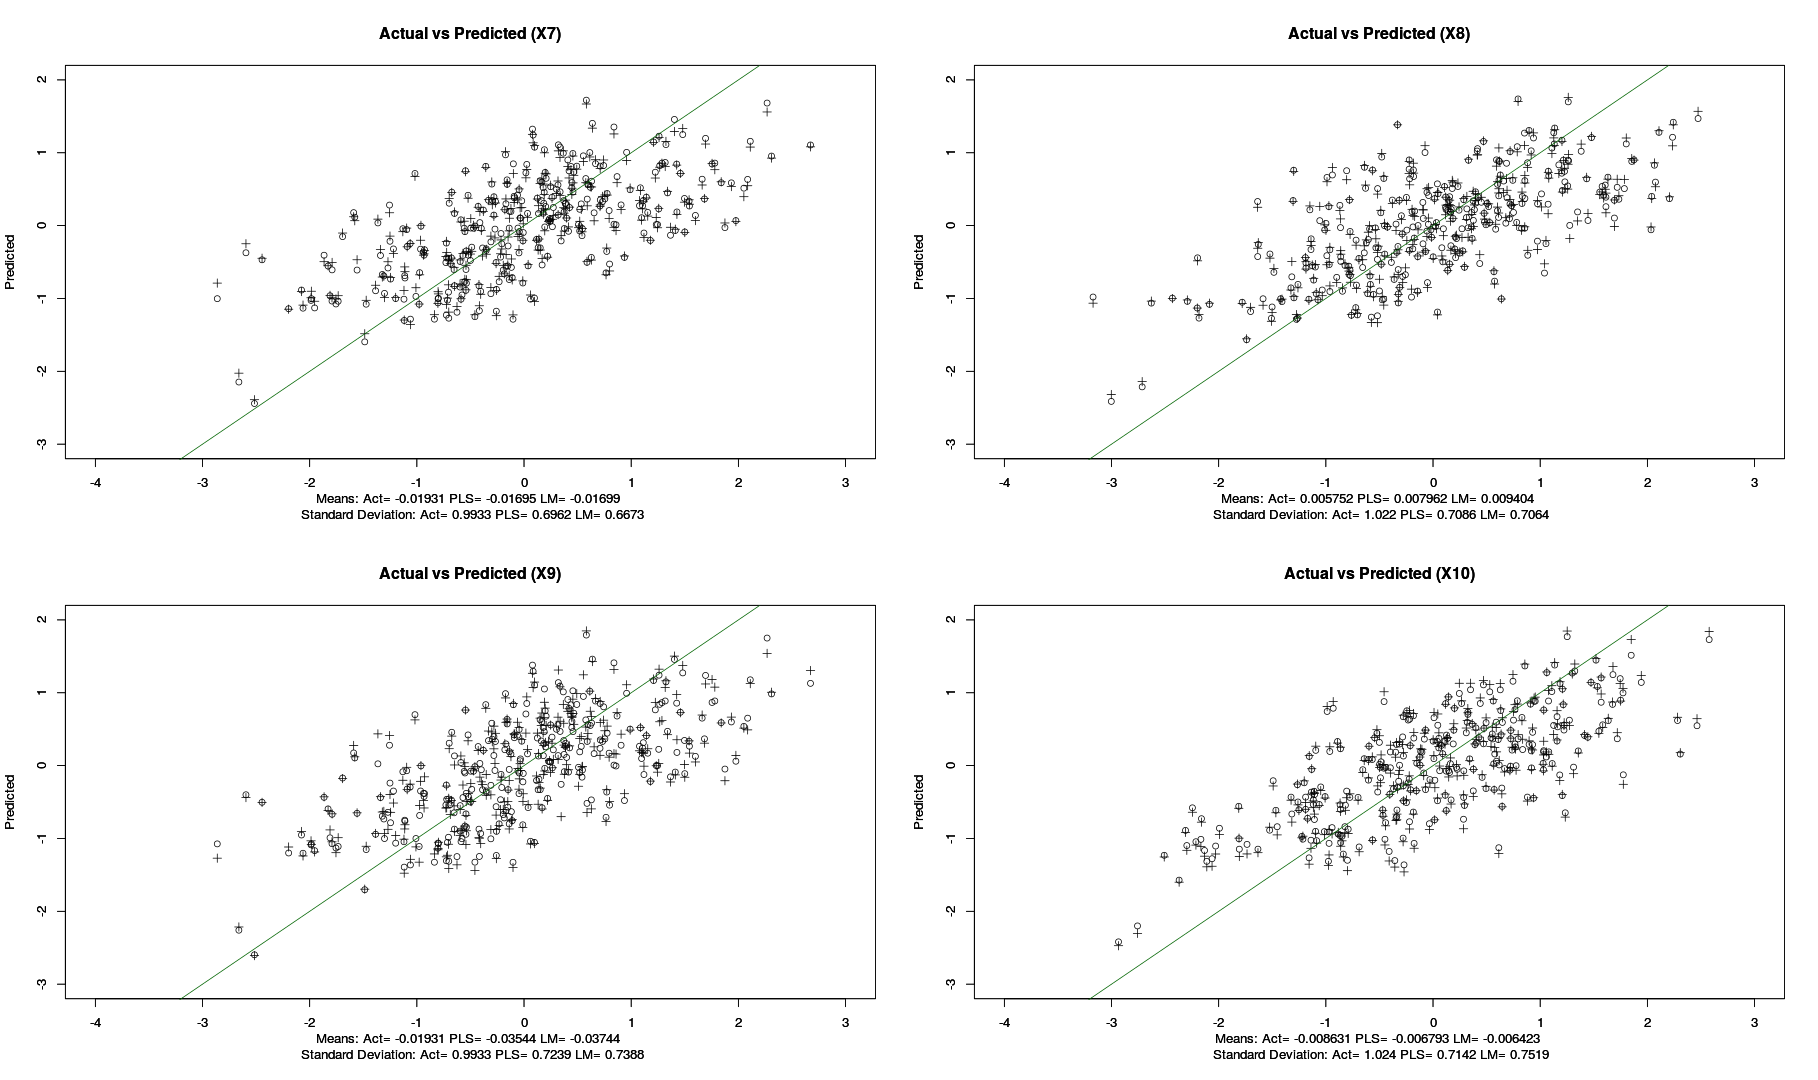 Actual vs Predicted (X7)
Predicted
2
1
0
-1
-2
-3
-4 -3 -2 -1 0 1 2 3
Means: Act= -0.01931 PLS= -0.01695 LM= -0.01699
Standard Deviation: Act= 0.9933 PLS= 0.6962 LM= 0.6673
Actual vs Predicted (X8)
Predicted
2
1
0
-1
-2
-3
-4 -3 -2 -1 0 1 2 3
Means: Act= 0.005752 PLS= 0.007962 LM= 0.009404
Standard Deviation: Act= 1.022 PLS= 0.7086 LM= 0.7064
Actual vs Predicted (X9)
Predicted
2
1
0
-1
-2
-3
-4 -3 -2 -1 0 1 2 3
Means: Act= -0.01931 PLS= -0.03544 LM= -0.03744
Standard Deviation: Act= 0.9933 PLS= 0.7239 LM= 0.7388
Actual vs Predicted (X10)
Predicted
2
1
0
-1
-2
-3
-4 -3 -2 -1 0 1 2 3
Means: Act= -0.008631 PLS= -0.006793 LM= -0.006423
Standard Deviation: Act= 1.024 PLS= 0.7142 LM= 0.7519